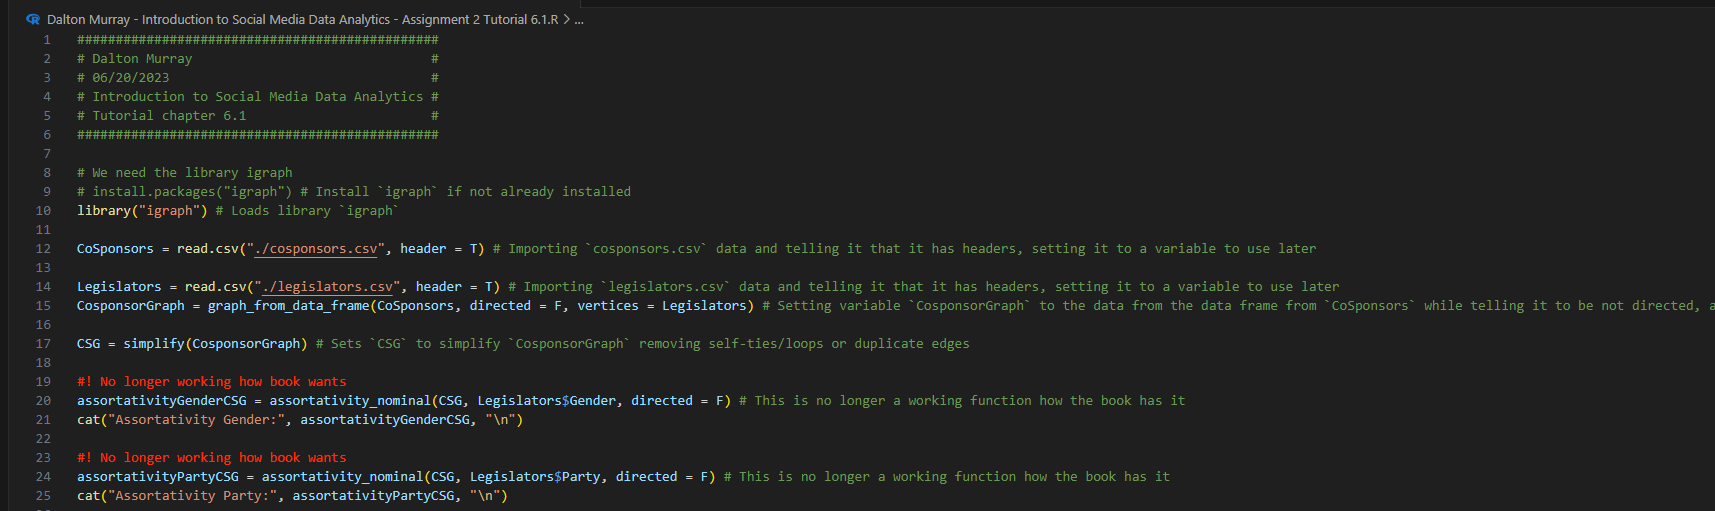 Dalton Murray - Introduction to Social Media Data Analytics - Assignment 2 Tutorial 6.1.R > ...
1 ###############################################
2 # Dalton Murray #
3 # 06/20/2023 #
4 # Introduction to Social Media Data Analytics #
5 # Tutorial chapter 6.1 #
6 ###############################################
7
8 # We need the library igraph
9 # install.packages("igraph") # Install `igraph` if not already installed
10 library("igraph") # Loads library `igraph`
11
12 CoSponsors = read.csv("./cosponsors.csv", header = T) # Importing `cosponsors.csv` data and telling it that it has headers, setting it to a variable to use later
13
14 Legislators = read.csv("./legislators.csv", header = T) # Importing `legislators.csv` data and telling it that it has headers, setting it to a variable to use later
15 CosponsorGraph = graph_from_data_frame(CoSponsors, directed = F, vertices = Legislators) # Setting variable `CosponsorGraph` to the data from the data frame from `CoSponsors` while telling it to be not directed, a
16
17 CSG = simplify(CosponsorGraph) # Sets `CSG` to simplify `CosponsorGraph` removing self-ties/loops or duplicate edges
18
19 #! No longer working how book wants
20 assortativityGenderCSG = assortativity_nominal(CSG, Legislators$Gender, directed = F) # This is no longer a working function how the book has it
21 cat("Assortativity Gender:", assortativityGenderCSG, "\n")
22
23 #! No longer working how book wants
24 assortativityPartyCSG = assortativity_nominal(CSG, Legislators$Party, directed = F) # This is no longer a working function how the book has it
25 cat("Assortativity Party:", assortativityPartyCSG, "\n")